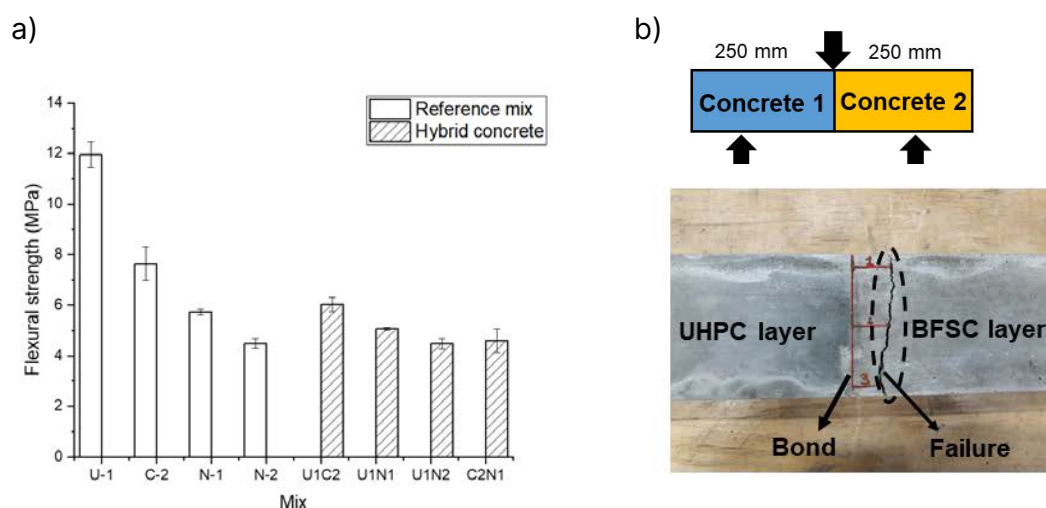 a)
Flexural strength (MPa)
14
12
10
8
6
4
2
0
Reference mix
Hybrid concrete
U-1 C-2 N-1 N-2 U1C2 U1N1 U1N2 C2N1
Mix
b)
250 mm 250 mm
Concrete 1 Concrete 2
1
UHPC layer BFSC layer
3
Bond Failure